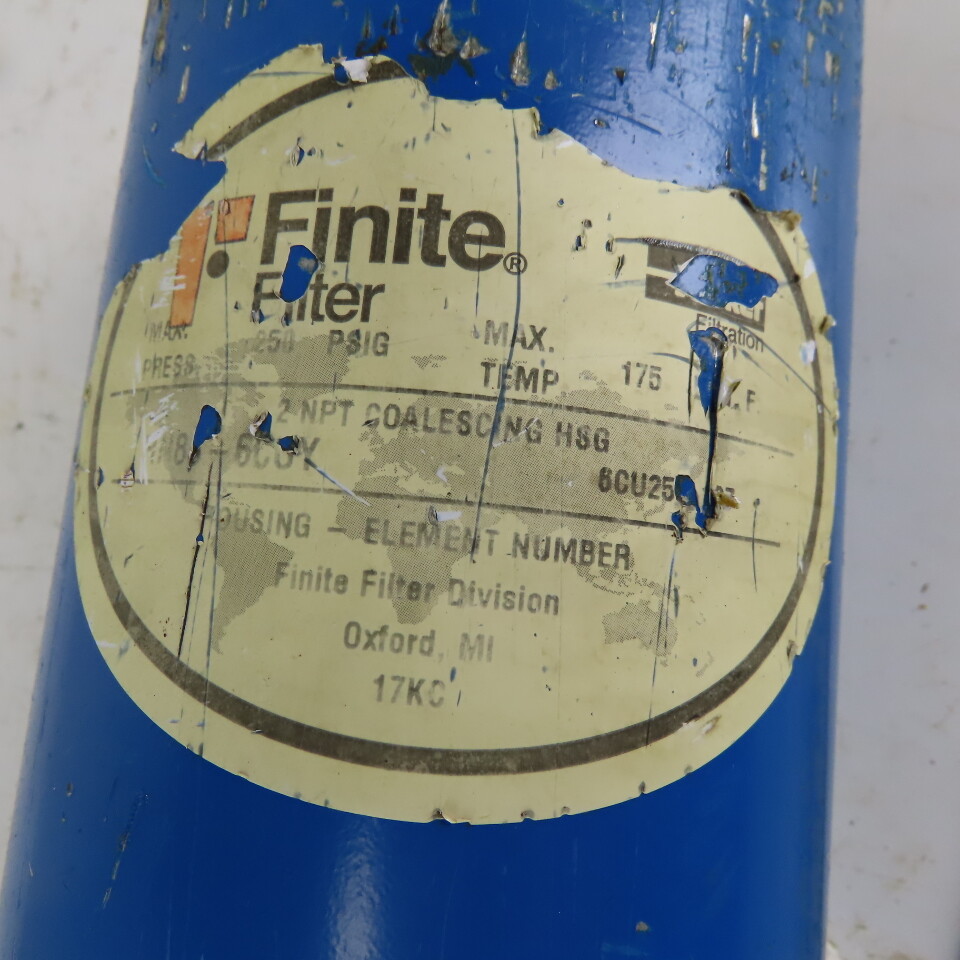 Finite®
Filter
Filtration
MAX. PRESS. 250 PSIG
MAX. TEMP 175 F
2 NPT COALESCING HSG
HOUSING – ELEMENT NUMBER
Finite Filter Division
Oxford, MI
17KC